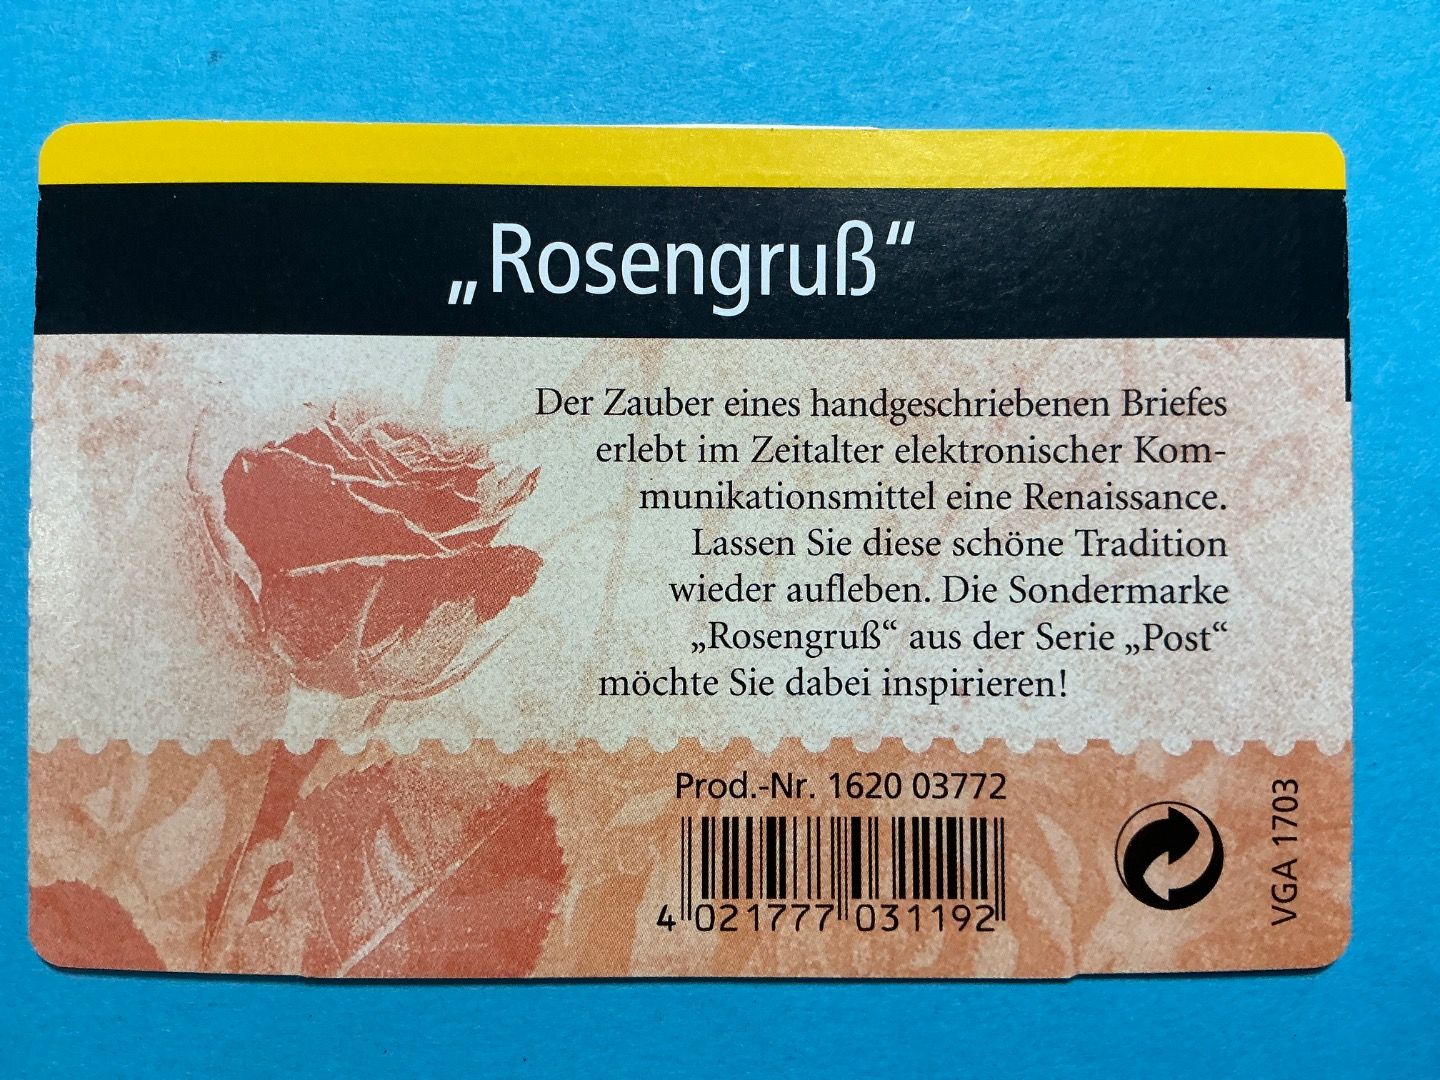 „Rosengruß“
Der Zauber eines handgeschriebenen Briefes
erlebt im Zeitalter elektronischer Kom-
munikationsmittel eine Renaissance.
Lassen Sie diese schöne Tradition
wieder aufleben. Die Sondermarke
„Rosengruß“ aus der Serie „Post“
möchte Sie dabei inspirieren!
Prod.-Nr. 1620 03772
4 021777 031192
VGA 1703